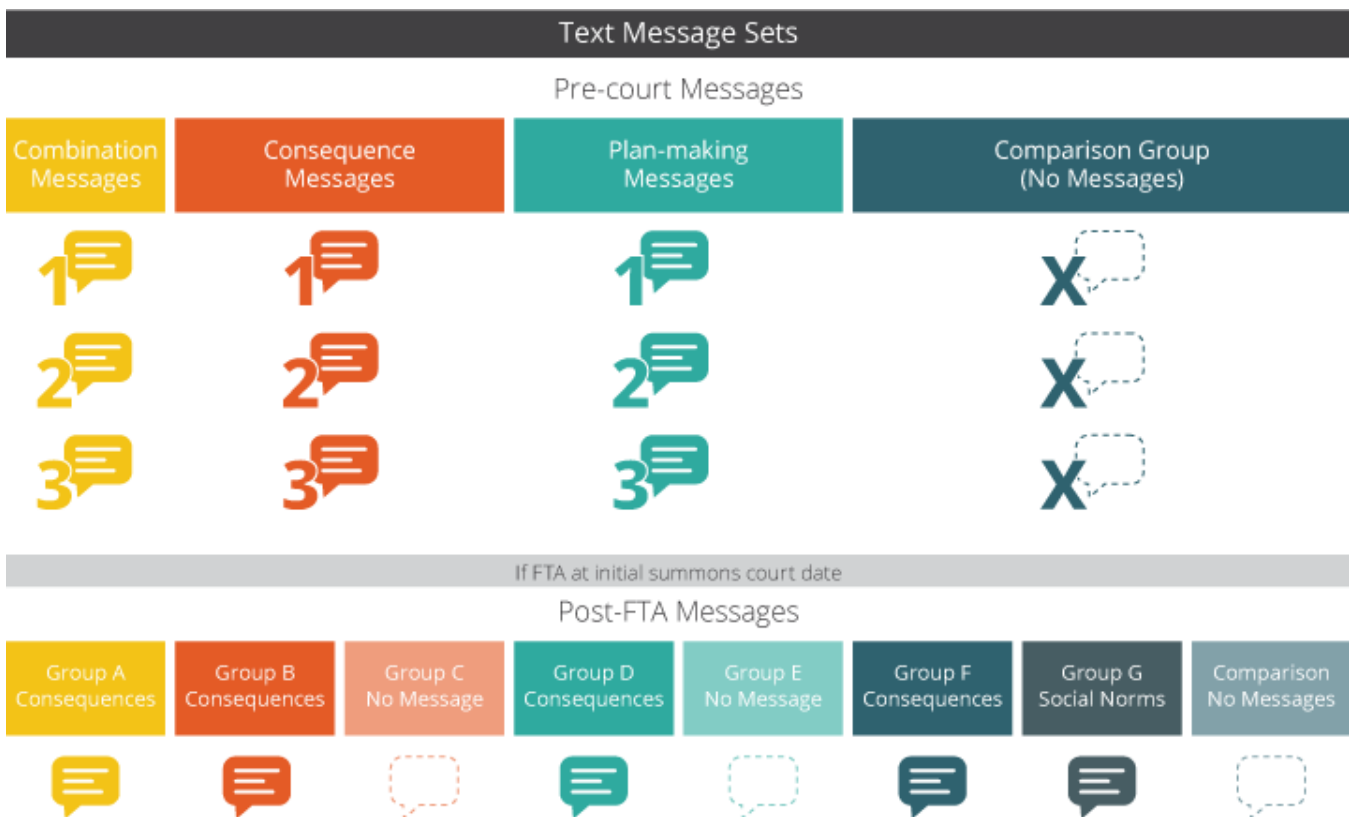 Text Message Sets
Pre-court Messages
Combination
Messages
Consequence
Messages
Plan-making
Messages
Comparison Group
(No Messages)
1
1
1
X
2
2
2
X
3
3
3
X
If FTA at initial summons court date
Post-FTA Messages
Group A
Consequences
Group B
Consequences
Group C
No Message
Group D
Consequences
Group E
No Message
Group F
Consequences
Group G
Social Norms
Comparison
No Messages